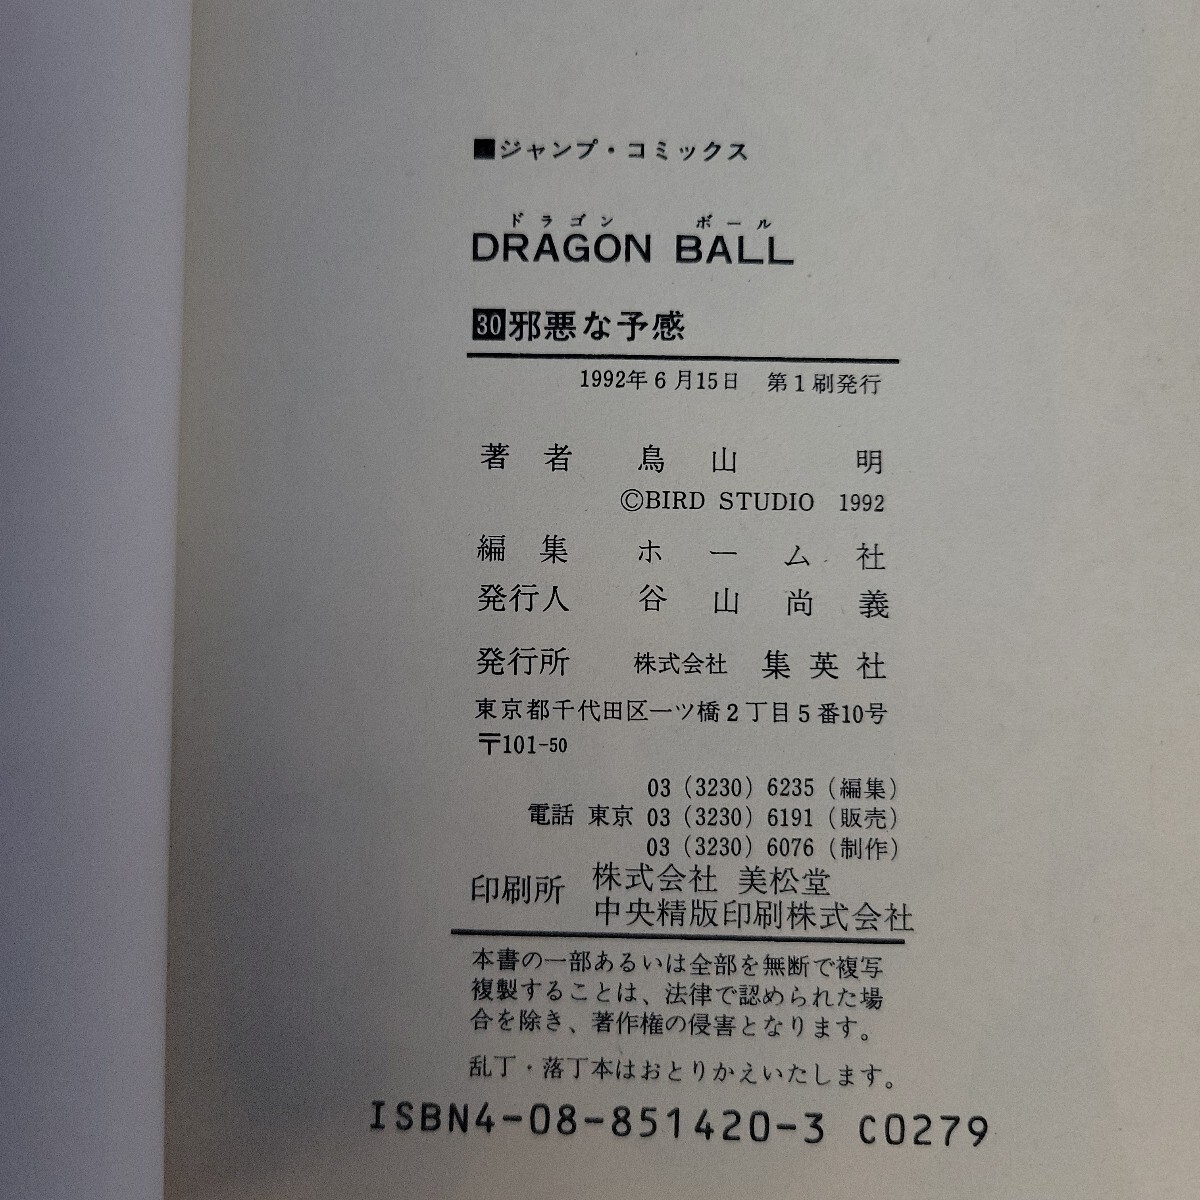 ■ジャンプ・コミックス
ドラゴン ボール
DRAGON BALL
30邪悪な予感
1992年6月15日 第1刷発行
著者 鳥山 明
©BIRD STUDIO 1992
編集 ホーム社
発行人 谷山尚義
発行所 株式会社 集英社
東京都千代田区一ツ橋2丁目5番10号
〒101-50
03(3230)6235(編集)
電話 東京 03(3230)6191(販売)
03(3230)6076(制作)
印刷所 株式会社 美松堂
中央精版印刷株式会社
本書の一部あるいは全部を無断で複写
複製することは、法律で認められた場
合を除き、著作権の侵害となります。
乱丁・落丁本はおとりかえいたします。
ISBN4-08-851420-3 C0279